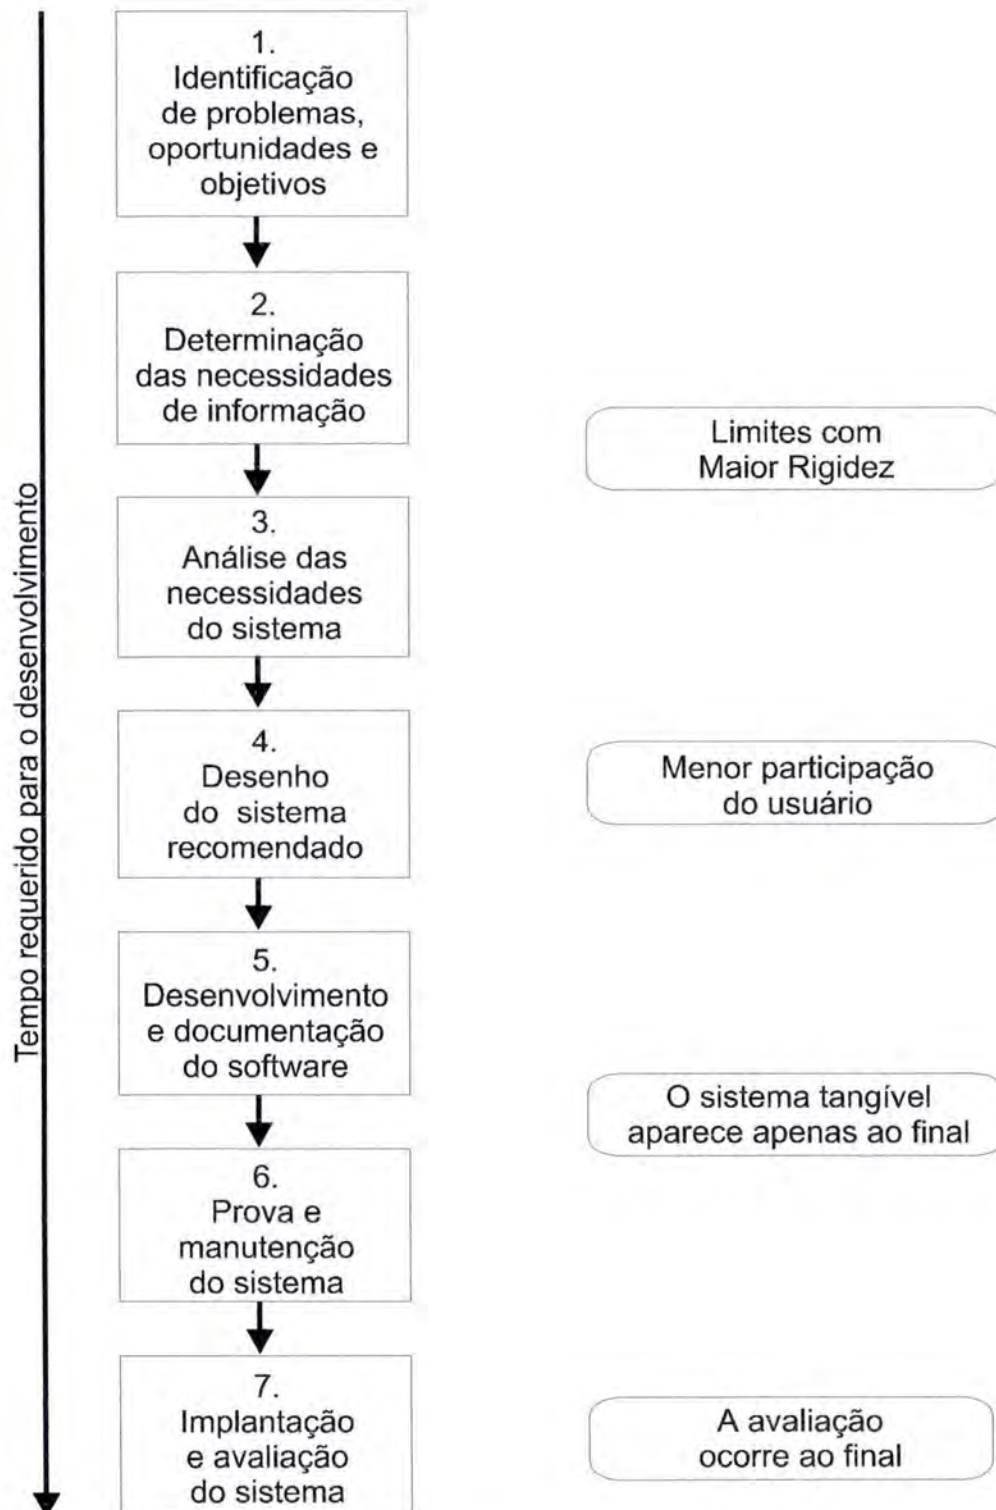 Tempo requerido para o desenvolvimento
1.
Identificação
de problemas,
oportunidades e
objetivos
2.
Determinação
das necessidades
de informação
3.
Análise das
necessidades
do sistema
4.
Desenho
do sistema
recomendado
5.
Desenvolvimento
e documentação
do software
6.
Prova e
manutenção
do sistema
7.
Implantação
e avaliação
do sistema
Limites com
Maior Rigidez
Menor participação
do usuário
O sistema tangível
aparece apenas ao final
A avaliação
ocorre ao final